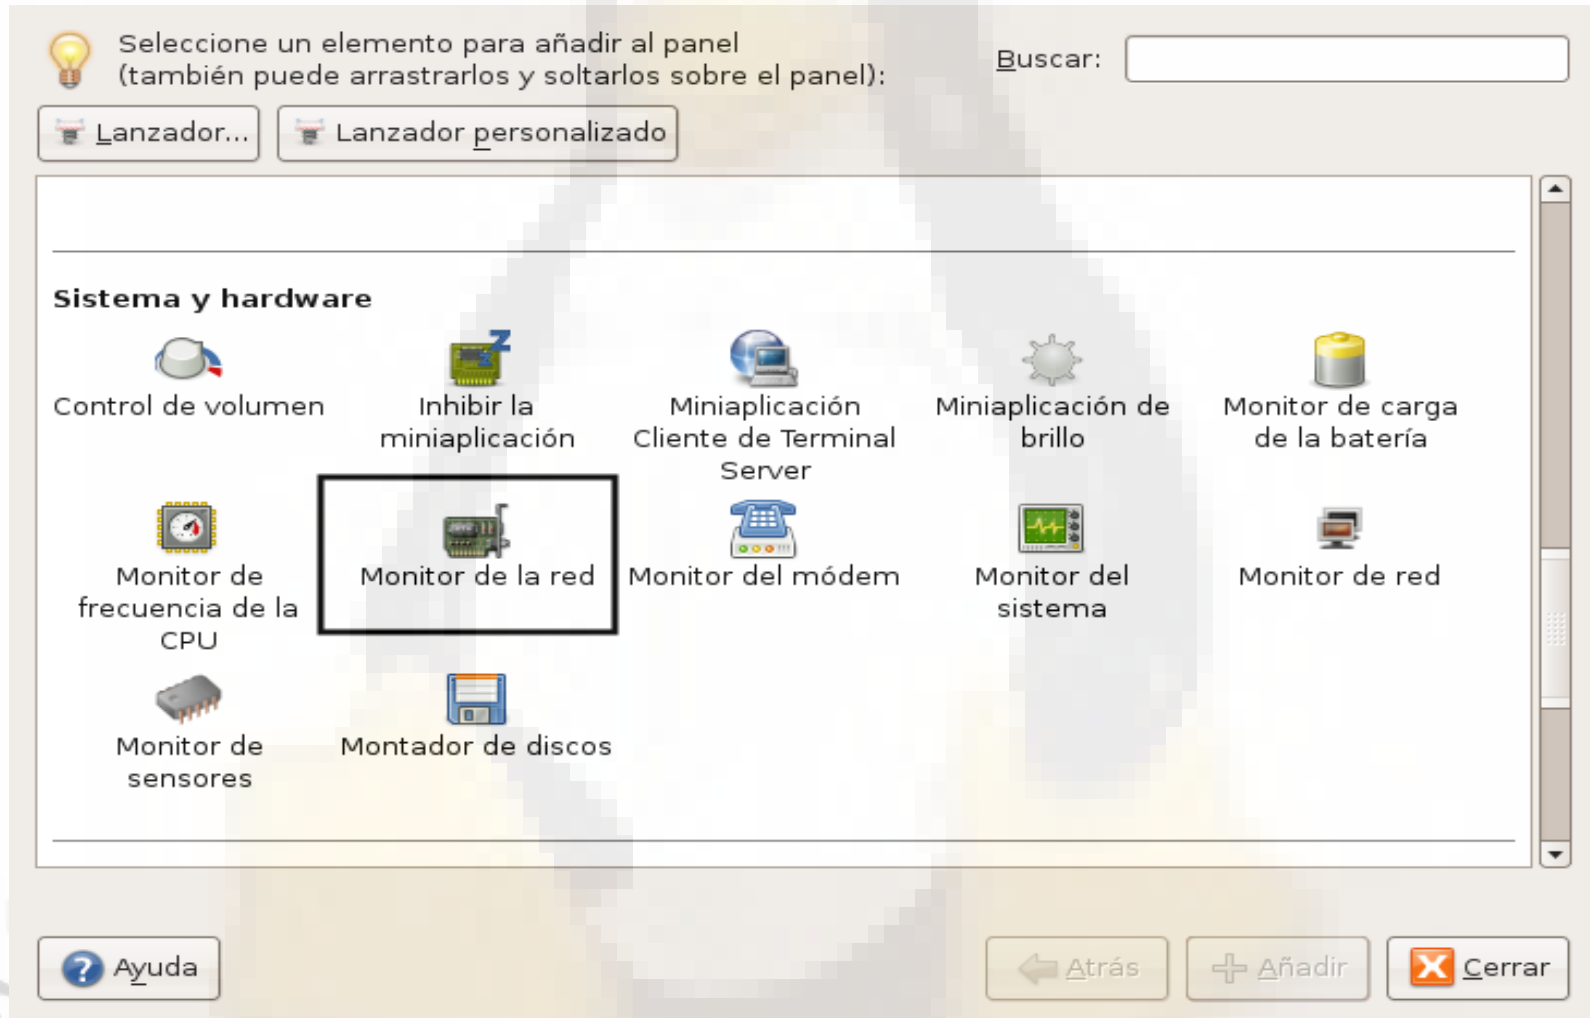 Seleccione un elemento para añadir al panel
(también puede arrastrarlos y soltarlos sobre el panel):
Buscar:
Lanzador... Lanzador personalizado
Sistema y hardware
Control de volumen
Inhibir la
miniaplicación
Miniaplicación
Cliente de Terminal
Server
Miniaplicación de
brillo
Monitor de carga
de la batería
Monitor de
frecuencia de la
CPU
Monitor de la red
Monitor del módem
Monitor del
sistema
Monitor de red
Monitor de
sensores
Montador de discos
Ayuda Atrás Añadir Cerrar